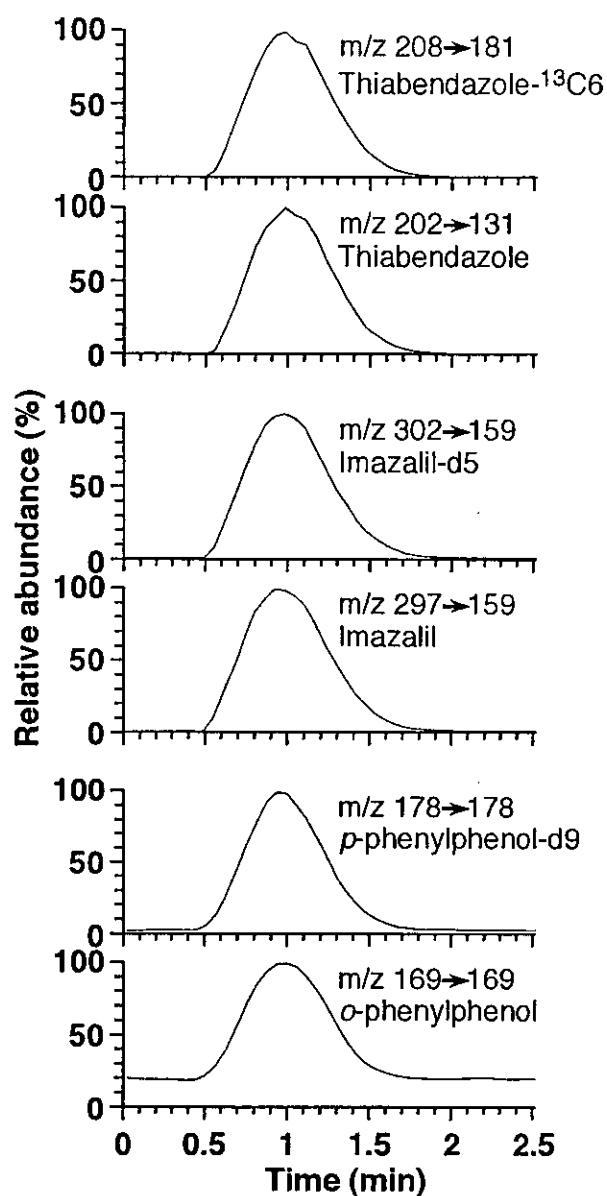 Relative abundance (%)
100
50
0
m/z 208→181
Thiabendazole-¹³C6
100
50
0
m/z 202→131
Thiabendazole
100
50
0
m/z 302→159
Imazalil-d5
100
50
0
m/z 297→159
Imazalil
100
50
0
m/z 178→178
p-phenylphenol-d9
100
50
0
m/z 169→169
o-phenylphenol
0 0.5 1 1.5 2 2.5
Time (min)